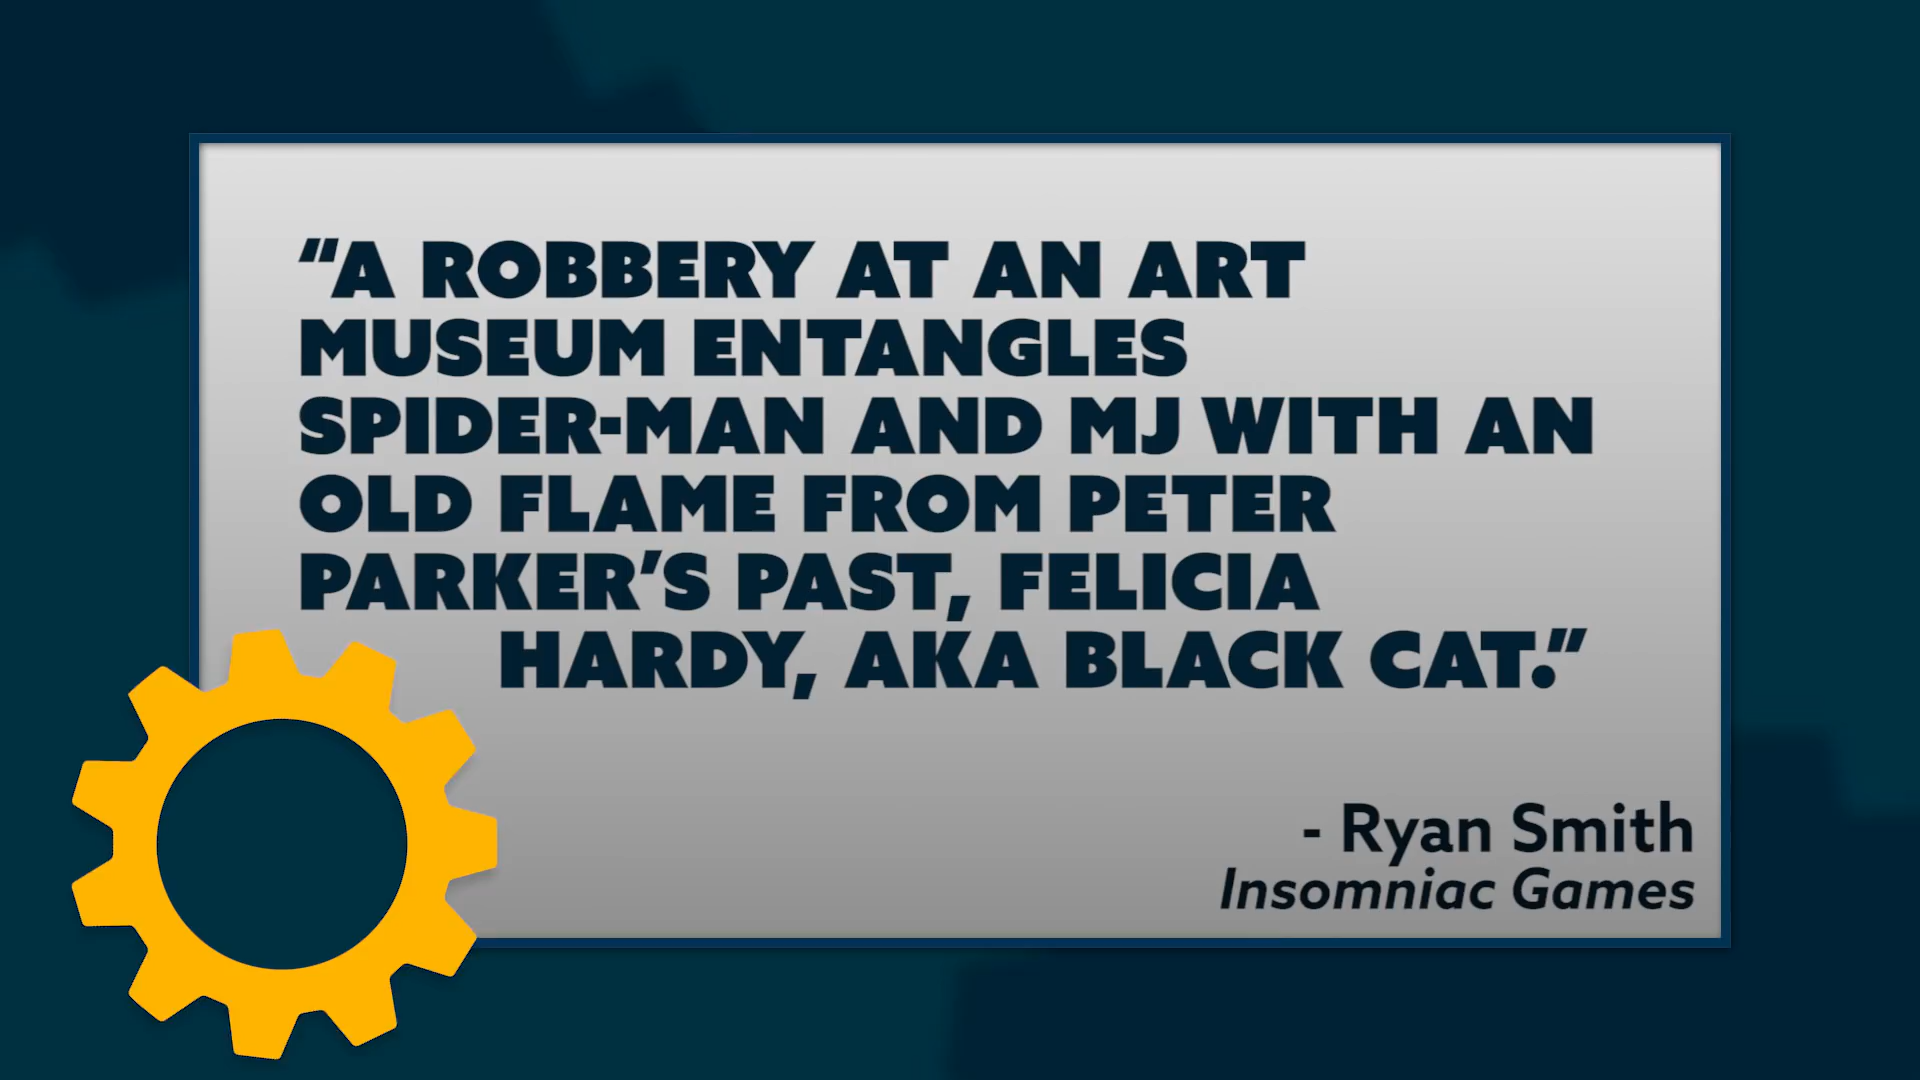 “A ROBBERY AT AN ART
MUSEUM ENTANGLES
SPIDER-MAN AND MJ WITH AN
OLD FLAME FROM PETER
PARKER’S PAST, FELICIA
HARDY, AKA BLACK CAT.”
- Ryan Smith
Insomniac Games